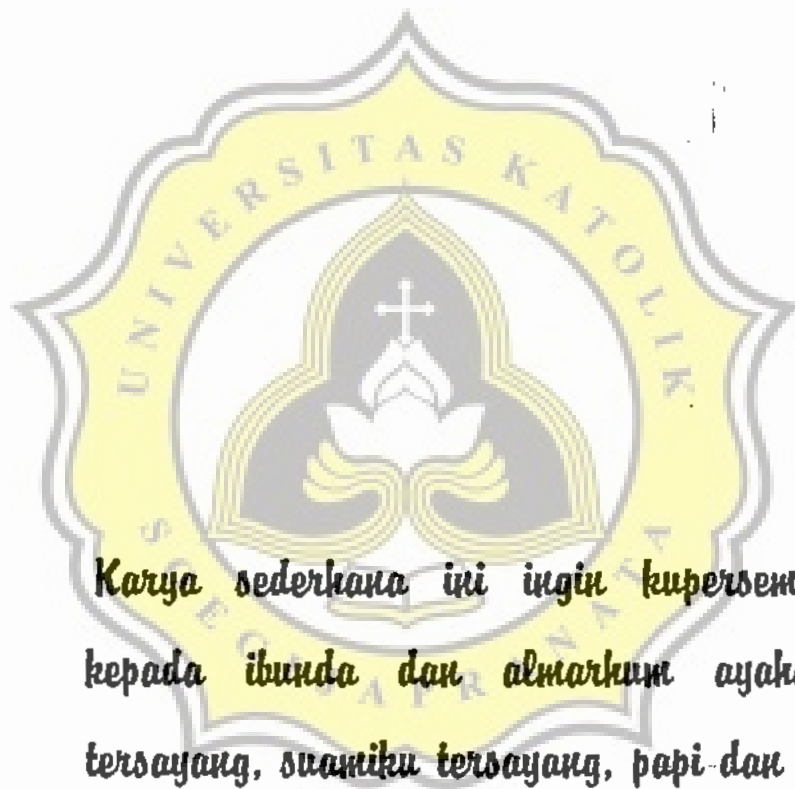 UNIVERSITAS KATOLIK
SOEGIJAPRANATA
Karya sederhana ini ingin kupersem
kepada ibunda dan almarhum ayah
tersayang, suamiku tersayang, papi dan